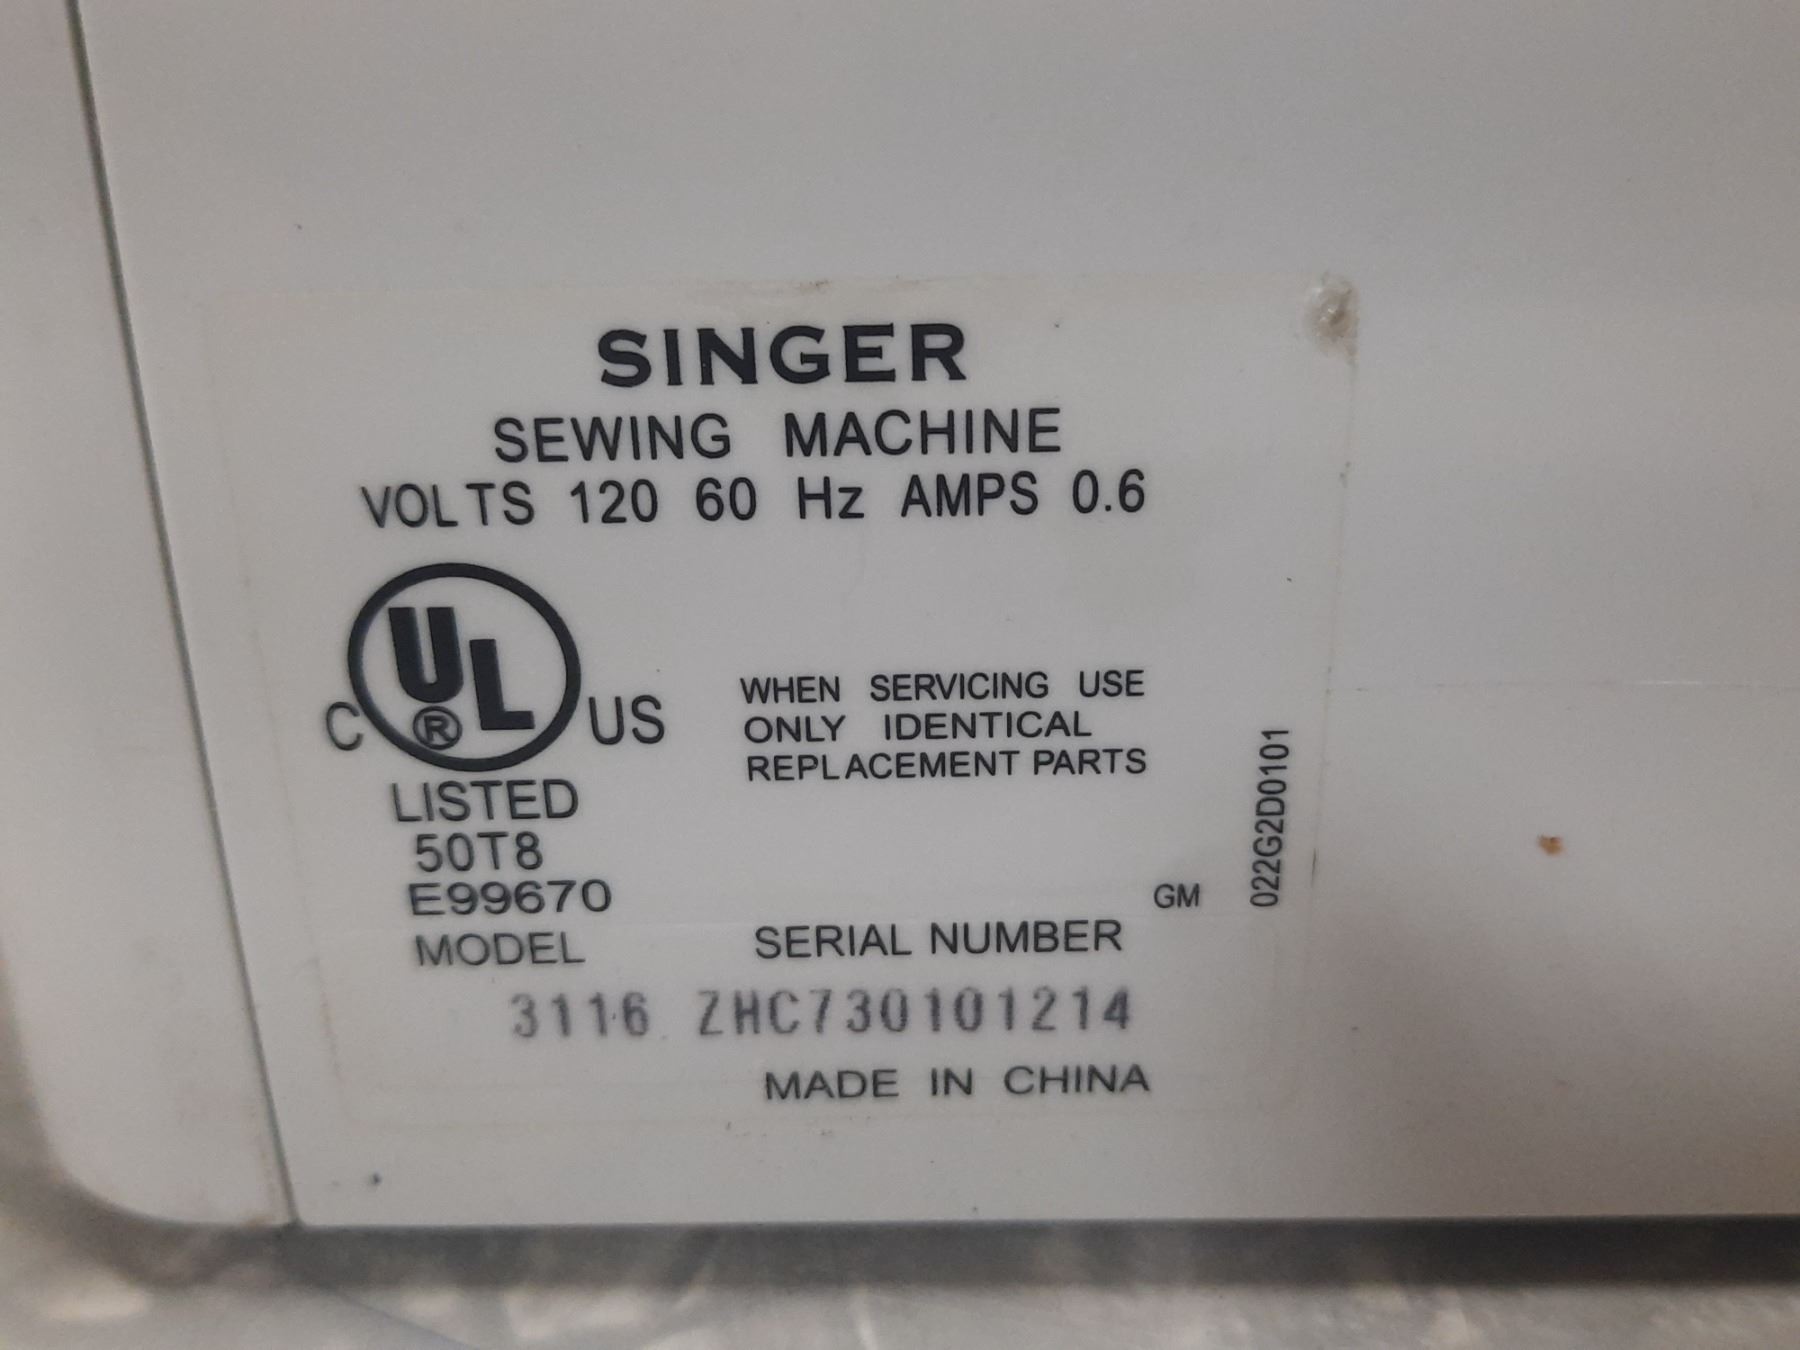 SINGER
SEWING MACHINE
VOLTS 120 60 Hz AMPS 0.6
C UL ® US
LISTED
50T8
E99670
WHEN SERVICING USE
ONLY IDENTICAL
REPLACEMENT PARTS
GM
022G2D0101
MODEL SERIAL NUMBER
3116 ZHC730101214
MADE IN CHINA